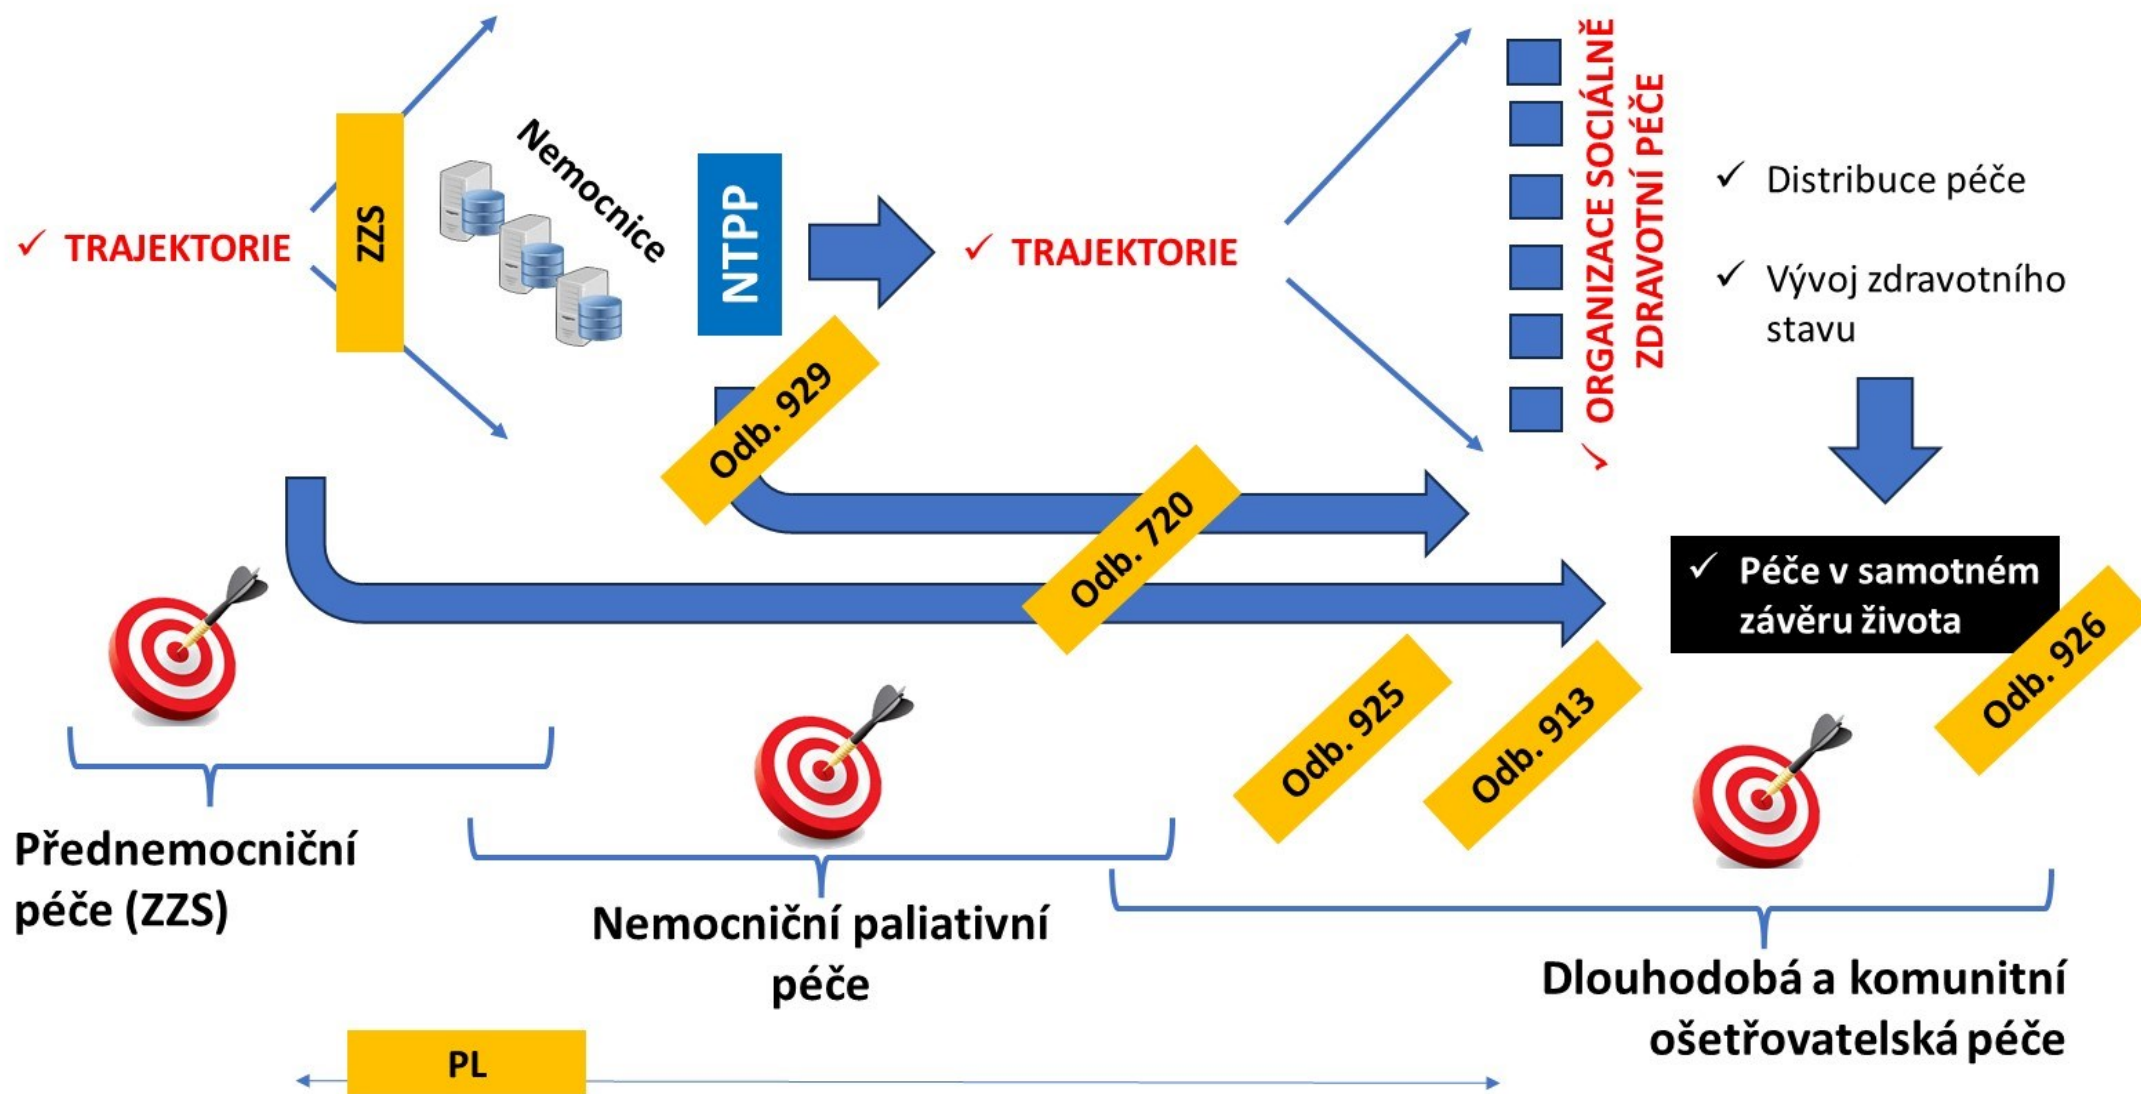 ✓ TRAJEKTORIE
ZZS
Nemocnice
NTPP
✓ TRAJEKTORIE
✓ ORGANIZACE SOCIÁLNĚ
ZDRAVOTNÍ PÉČE
✓ Distribuce péče
✓ Vývoj zdravotního
stavu
Odb. 929
Odb. 720
✓ Péče v samotném
závěru života
Odb. 925
Odb. 913
Odb. 926
Přednemocniční
péče (ZZS)
Nemocniční paliativní
péče
Dlouhodobá a komunitní
ošetřovatelská péče
PL